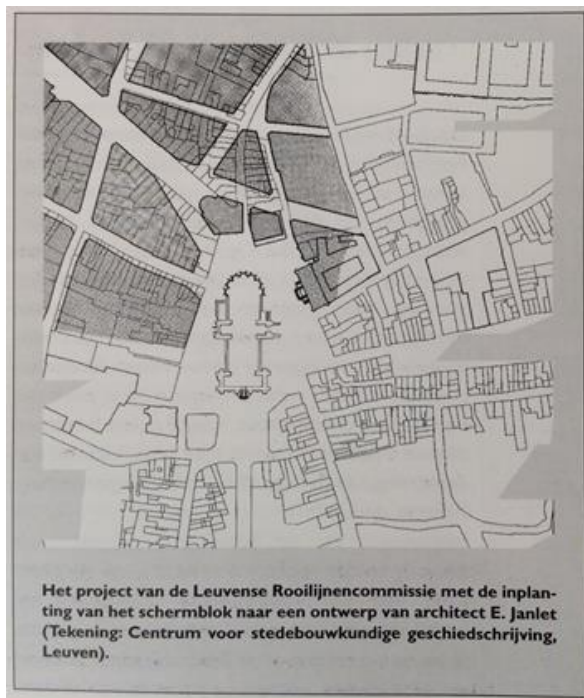 Het project van de Leuvense Rooilijnencommissie met de inplan-
ting van het schermblok naar een ontwerp van architect E. Janlet
(Tekening: Centrum voor stedebouwkundige geschiedschrijving,
Leuven).